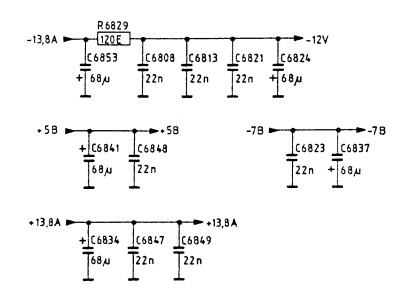 R6829
-13,8A 120E -12V
C6853 C6808 C6813 C6821 C6824
+ 68µ 22n 22n 22n + 68µ
+5B +5B -7B -7B
+ C6841 C6848 C6823 C6837
68µ 22n 22n + 68µ
+13,8A +13,8A
+ C6834 C6847 C6849
68µ 22n 22n